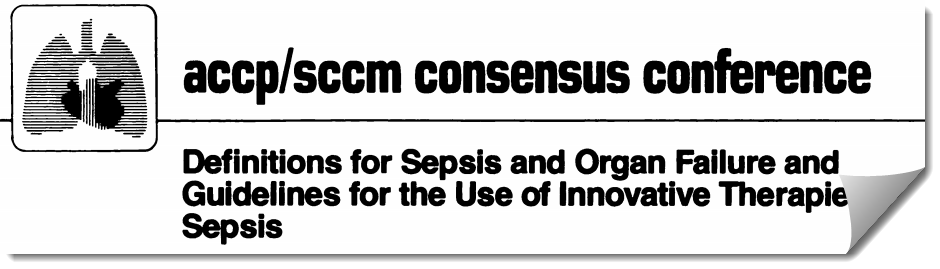 accp/sccm consensus conference
Definitions for Sepsis and Organ Failure and
Guidelines for the Use of Innovative Therapie
Sepsis